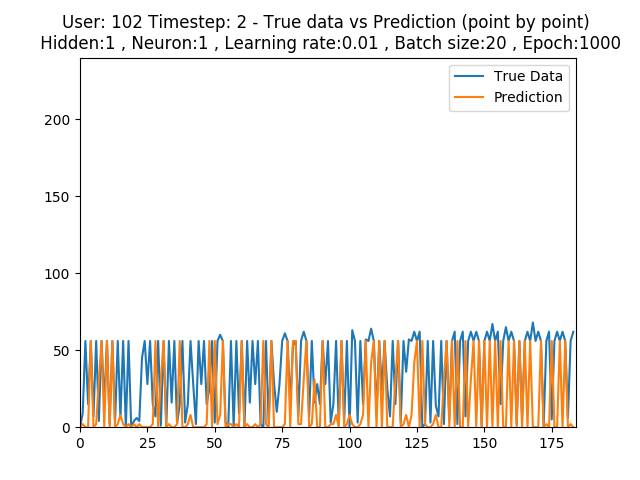 User: 102 Timestep: 2 - True data vs Prediction (point by point)
Hidden:1 , Neuron:1 , Learning rate:0.01 , Batch size:20 , Epoch:1000
True Data
Prediction
200
150
100
50
0
0 25 50 75 100 125 150 175